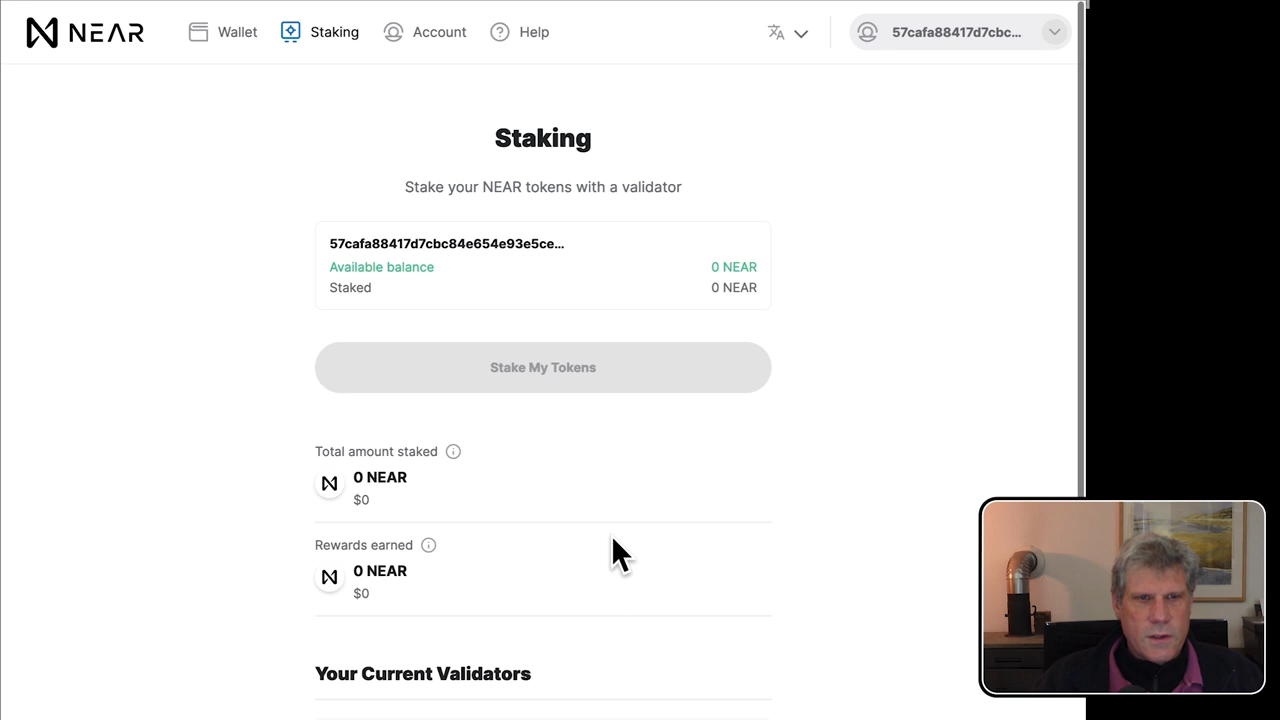 NEAR Wallet Staking Account Help 57cafa88417d7cbc...
Staking
Stake your NEAR tokens with a validator
57cafa88417d7cbc84e654e93e5ce...
Available balance 0 NEAR
Staked 0 NEAR
Stake My Tokens
Total amount staked
0 NEAR
$0
Rewards earned
0 NEAR
$0
Your Current Validators